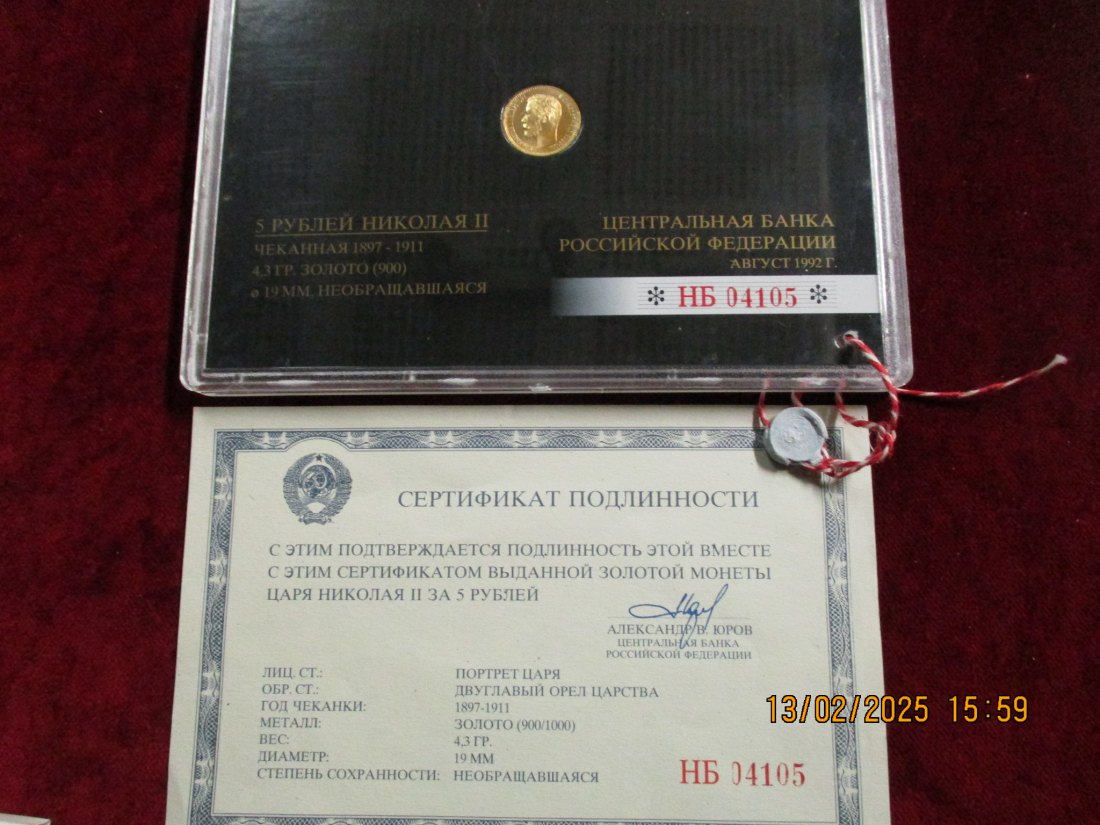 5 РУБЛЕЙ НИКОЛАЯ II
ЧЕКАННАЯ 1897 - 1911
4,3 ГР. ЗОЛОТО (900)
⌀ 19 ММ. НЕОБРАЩАВШАЯСЯ
ЦЕНТРАЛЬНАЯ БАНКА
РОССИЙСКОЙ ФЕДЕРАЦИИ
АВГУСТ 1992 Г.
* НБ 04105 *
СЕРТИФИКАТ ПОДЛИННОСТИ
С ЭТИМ ПОДТВЕРЖДАЕТСЯ ПОДЛИННОСТЬ ЭТОЙ ВМЕСТЕ
С ЭТИМ СЕРТИФИКАТОМ ВЫДАННОЙ ЗОЛОТОЙ МОНЕТЫ
ЦАРЯ НИКОЛАЯ II ЗА 5 РУБЛЕЙ
АЛЕКСАНДР В. ЮРОВ
ЦЕНТРАЛЬНАЯ БАНКА
РОССИЙСКОЙ ФЕДЕРАЦИИ
ЛИЦ. СТ.: ПОРТРЕТ ЦАРЯ
ОБР. СТ.: ДВУГЛАВЫЙ ОРЕЛ ЦАРСТВА
ГОД ЧЕКАНКИ: 1897-1911
МЕТАЛЛ: ЗОЛОТО (900/1000)
ВЕС: 4,3 ГР.
ДИАМЕТР: 19 ММ
СТЕПЕНЬ СОХРАННОСТИ: НЕОБРАЩАВШАЯСЯ
НБ 04105
13/02/2025 15:59